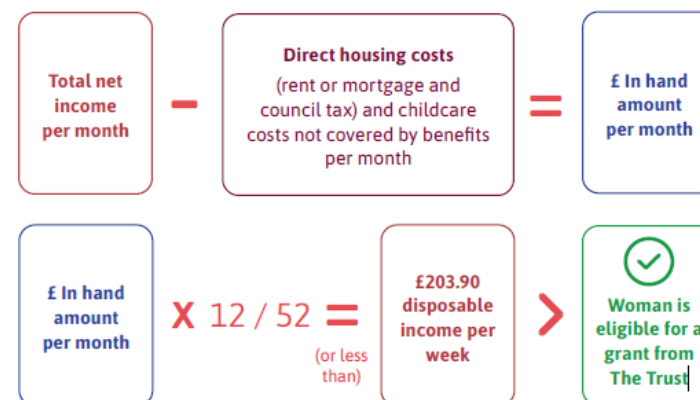 Total net
income
per month
−
Direct housing costs
(rent or mortgage and
council tax) and childcare
costs not covered by benefits
per month
=
£ In hand
amount
per month
£ In hand
amount
per month
X 12 / 52 =
(or less
than)
£203.90
disposable
income per
week
>
Woman is
eligible for a
grant from
The Trust